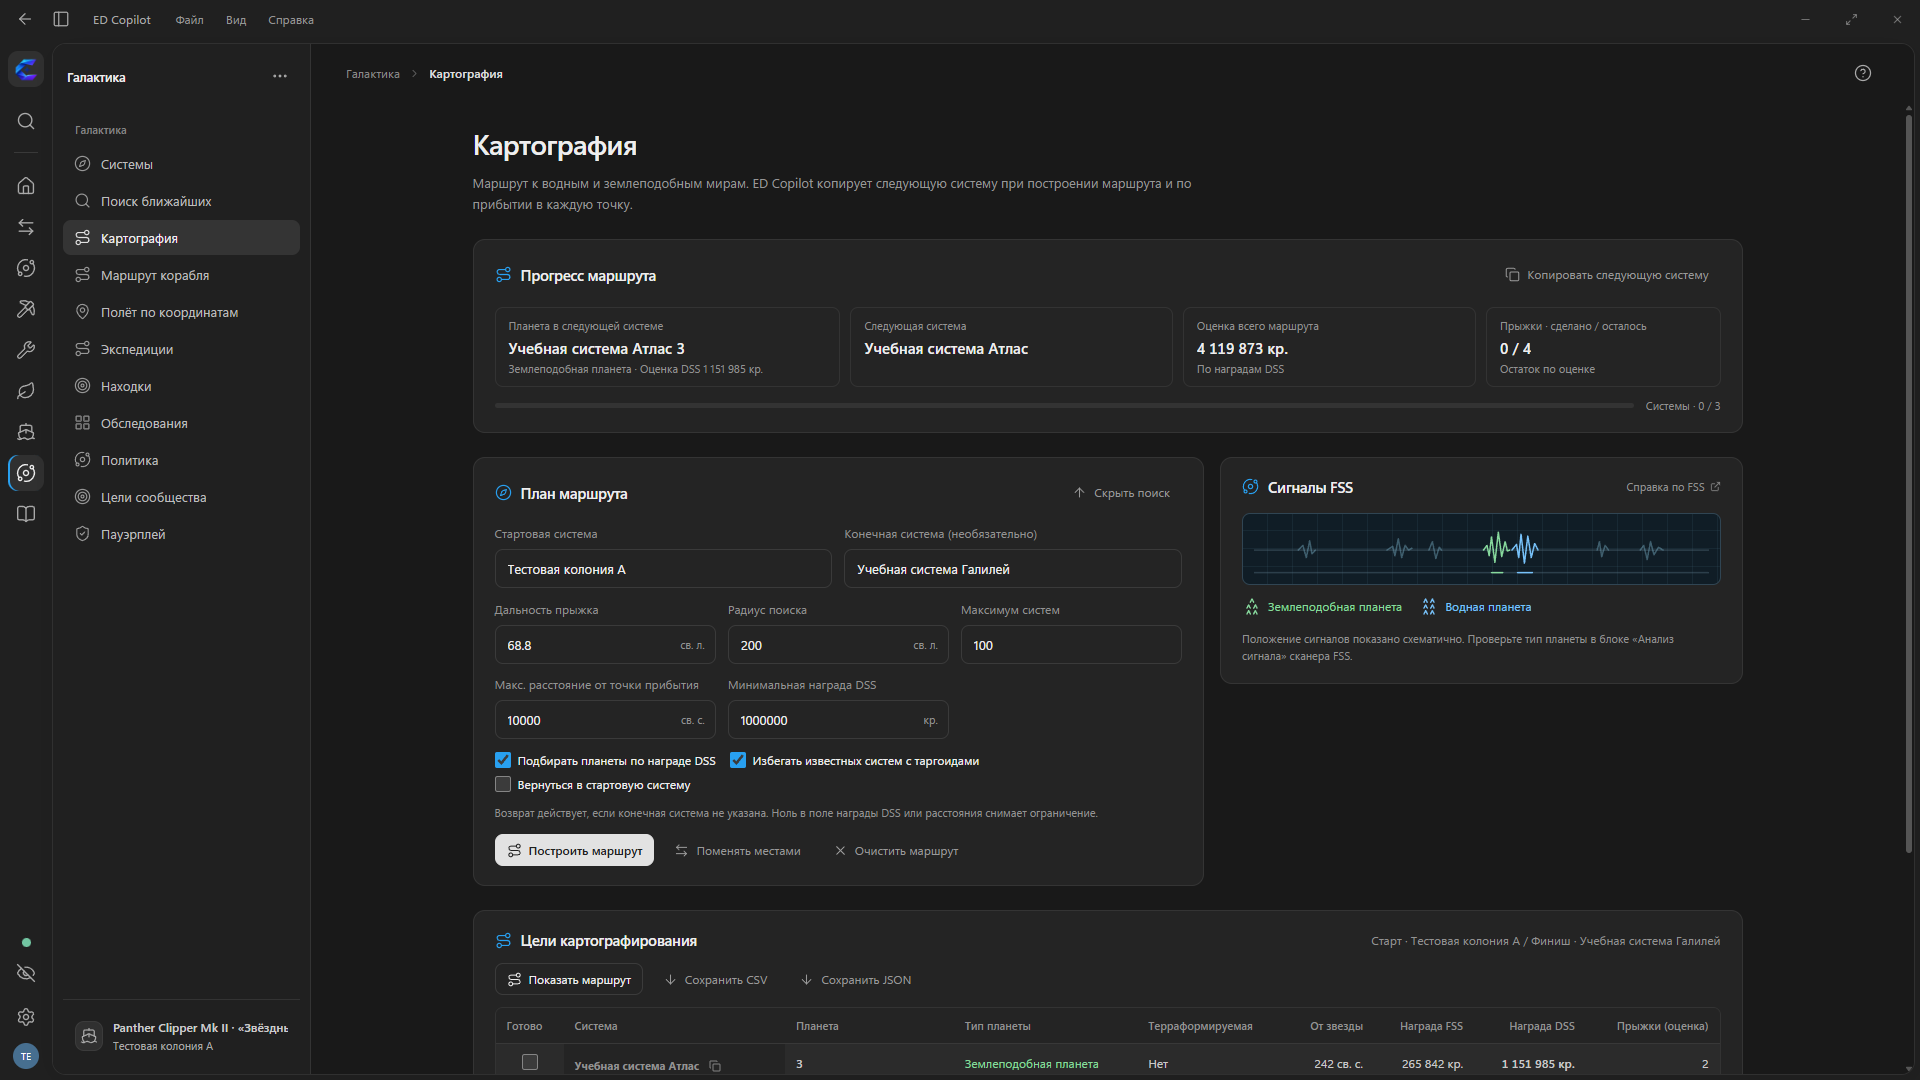 ED Copilot Файл Вид Справка
Галактика
Галактика
Системы
Поиск ближайших
Картография
Маршрут корабля
Полёт по координатам
Экспедиции
Находки
Обследования
Политика
Цели сообщества
Пауэрплей
Panther Clipper Mk II · «Звёздны
Тестовая колония А
TE
Галактика > Картография
Картография
Маршрут к водным и землеподобным мирам. ED Copilot копирует следующую систему при построении маршрута и по
прибытии в каждую точку.
Прогресс маршрута
Копировать следующую систему
Планета в следующей системе
Учебная система Атлас 3
Землеподобная планета · Оценка DSS 1 151 985 кр.
Следующая система
Учебная система Атлас
Оценка всего маршрута
4 119 873 кр.
По наградам DSS
Прыжки · сделано / осталось
0 / 4
Остаток по оценке
Системы · 0 / 3
План маршрута
Скрыть поиск
Стартовая система
Тестовая колония А
Конечная система (необязательно)
Учебная система Галилей
Дальность прыжка
68.8 св. л.
Радиус поиска
200 св. л.
Максимум систем
100
Макс. расстояние от точки прибытия
10000 св. с.
Минимальная награда DSS
1000000 кр.
Подбирать планеты по награде DSS
Избегать известных систем с таргоидами
Вернуться в стартовую систему
Возврат действует, если конечная система не указана. Ноль в поле награды DSS или расстояния снимает ограничение.
Построить маршрут
Поменять местами
Очистить маршрут
Сигналы FSS
Справка по FSS
Землеподобная планета
Водная планета
Положение сигналов показано схематично. Проверьте тип планеты в блоке «Анализ
сигнала» сканера FSS.
Цели картографирования
Старт · Тестовая колония А / Финиш · Учебная система Галилей
Показать маршрут
Сохранить CSV
Сохранить JSON
Готово Система Планета Тип планеты Терраформируемая От звезды Награда FSS Награда DSS Прыжки (оценка)
Учебная система Атлас 3 Землеподобная планета Нет 242 св. с. 265 842 кр. 1 151 985 кр. 2